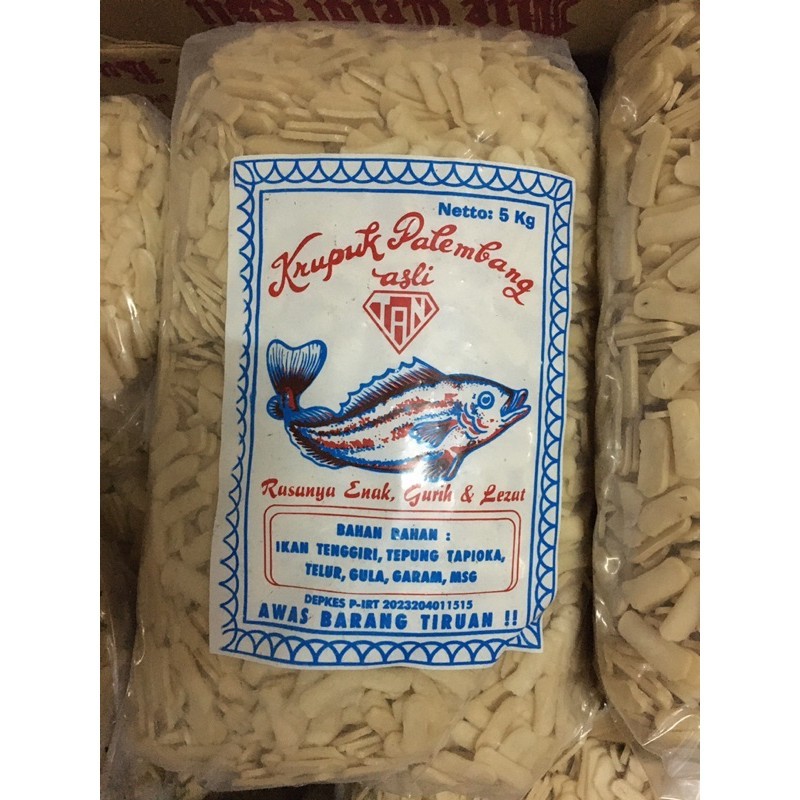 Netto: 5 Kg
Krupuk Palembang
asli
TAN
Rasanya Enak, Gurih & Lezat
BAHAN BAHAN :
IKAN TENGGIRI, TEPUNG TAPIOKA,
TELUR, GULA, GARAM, MSG
DEPKES P-IRT 2023204011515
AWAS BARANG TIRUAN !!